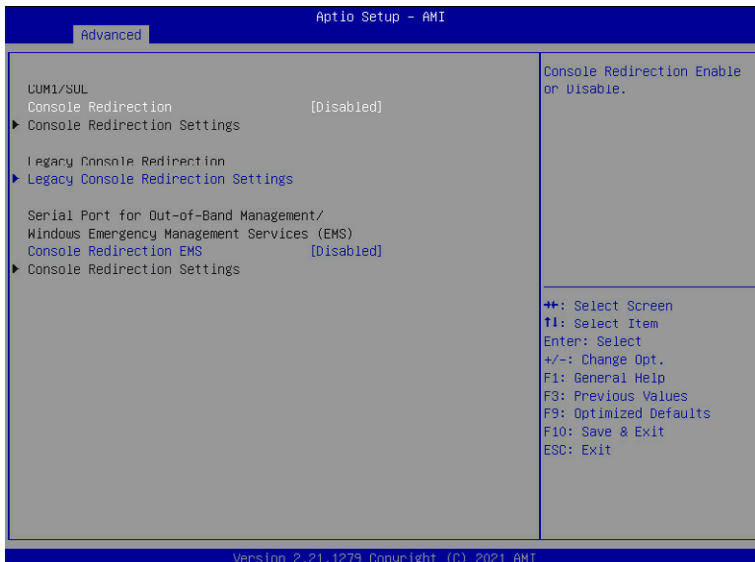 Aptio Setup – AMI
Advanced
COM1/SOL
Console Redirection [Disabled]
Console Redirection Settings
Legacy Console Redirection
Legacy Console Redirection Settings
Serial Port for Out-of-Band Management/
Windows Emergency Management Services (EMS)
Console Redirection EMS [Disabled]
Console Redirection Settings
Console Redirection Enable
or Disable.
→←: Select Screen
↑↓: Select Item
Enter: Select
+/-: Change Opt.
F1: General Help
F3: Previous Values
F9: Optimized Defaults
F10: Save & Exit
ESC: Exit
Version 2.21.1279 Copyright (C) 2021 AMI